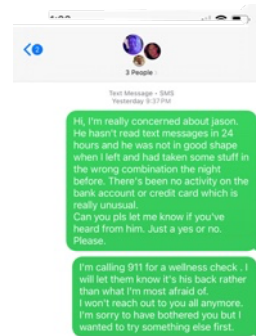 2
3 People
Text Message • SMS
Yesterday 9:37 PM
Hi, I'm really concerned about jason.
He hasn't read text messages in 24
hours and he was not in good shape
when I left and had taken some stuff in
the wrong combination the night
before. There's been no activity on the
bank account or credit card which is
really unusual.
Can you pls let me know if you've
heard from him. Just a yes or no.
Please.
I'm calling 911 for a wellness check . I
will let them know it's his back rather
than what I'm most afraid of.
I won't reach out to you all anymore.
I'm sorry to have bothered you but I
wanted to try something else first.